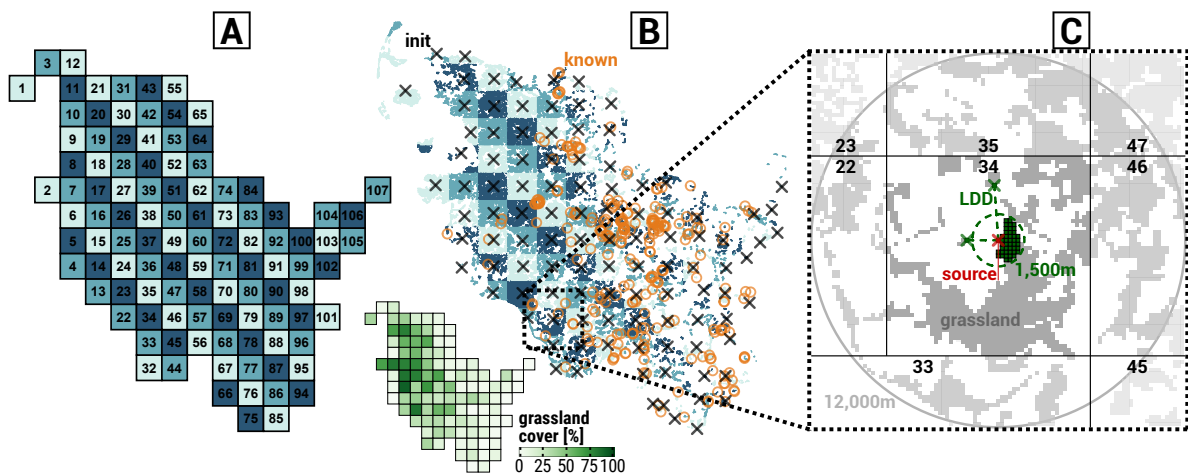 A
3 12
1 11 21 31 43 55
10 20 30 42 54 65
9 19 29 41 53 64
8 18 28 40 52 63
2 7 17 27 39 51 62 74 84 107
6 16 26 38 50 61 73 83 93 104 106
5 15 25 37 49 60 72 82 92 100 103 105
4 14 24 36 48 59 71 81 91 99 102
13 23 35 47 58 70 80 90 98
22 34 46 57 69 79 89 97 101
33 45 56 68 78 88 96
32 44 67 77 87 95
66 76 86 94
75 85
B
init
known
grassland
cover [%]
0 25 50 75 100
C
23 35 47
22 34 46
LDD
source
1,500m
grassland
33 45
12,000m